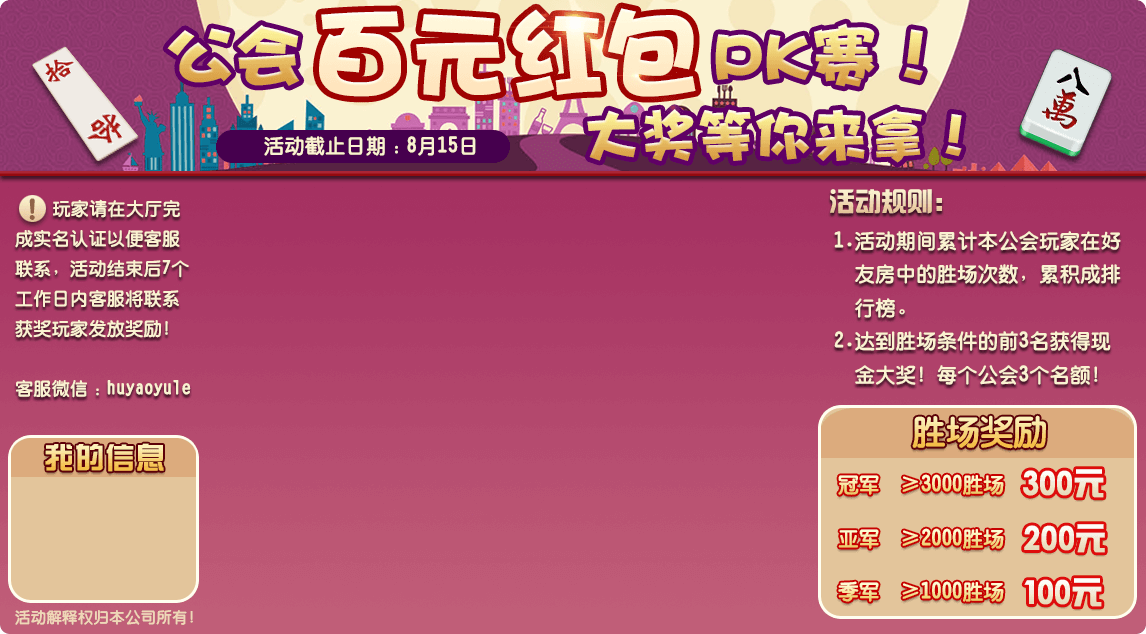 公会百元红包PK赛！
大奖等你来拿！
拾
拾
八
萬
活动截止日期：8月15日
玩家请在大厅完
成实名认证以便客服
联系，活动结束后7个
工作日内客服将联系
获奖玩家发放奖励！
客服微信：huyaoyule
我的信息
活动解释权归本公司所有！
活动规则:
1.活动期间累计本公会玩家在好
友房中的胜场次数，累积成排
行榜。
2.达到胜场条件的前3名获得现
金大奖！每个公会3个名额！
胜场奖励
冠军 ≥3000胜场 300元
亚军 ≥2000胜场 200元
季军 ≥1000胜场 100元